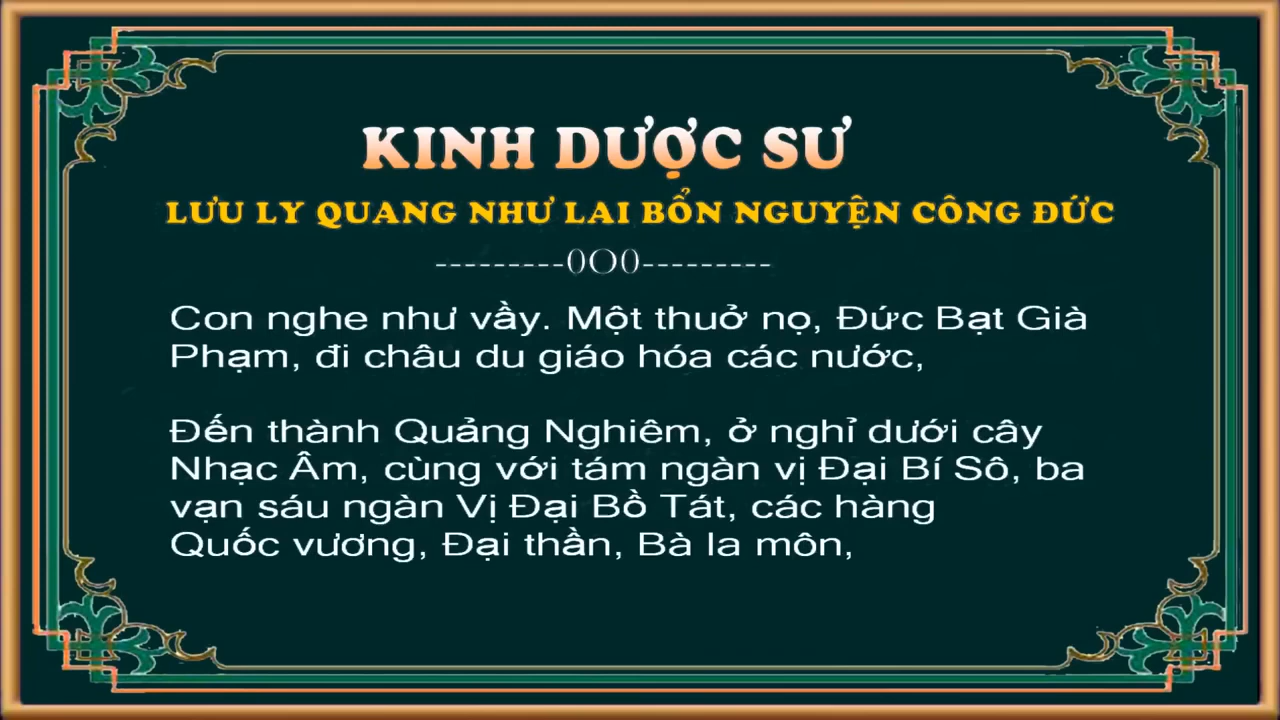 KINH DƯỢC SƯ
LƯU LY QUANG NHƯ LAI BỔN NGUYỆN CÔNG ĐỨC
---------0O0---------
Con nghe như vầy. Một thuở nọ, Đức Bạt Già
Phạm, đi châu du giáo hóa các nước,
Đến thành Quảng Nghiêm, ở nghỉ dưới cây
Nhạc Âm, cùng với tám ngàn vị Đại Bí Sô, ba
vạn sáu ngàn Vị Đại Bồ Tát, các hàng
Quốc vương, Đại thần, Bà la môn,